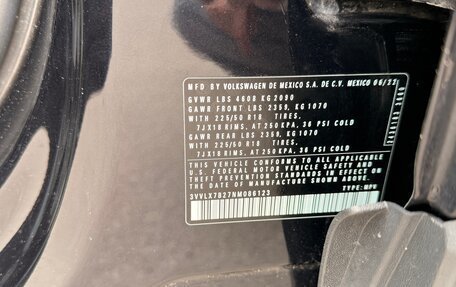 MFD BY VOLKSWAGEN DE MEXICO S.A. DE C.V. MEXICO 06/22
GVWR LBS 4608 KG 2090
GAWR FRONT LBS 2359, KG 1070
WITH 225/50 R18 TIRES,
7JX18 RIMS, AT 250 KPA, 36 PSI COLD
GAWR REAR LBS 2359, KG 1070
WITH 225/50 R18 TIRES,
7JX18 RIMS, AT 250 KPA, 36 PSI COLD
THIS VEHICLE CONFORMS TO ALL APPLICABLE
U.S. FEDERAL MOTOR VEHICLE SAFETY AND
THEFT PREVENTION STANDARDS IN EFFECT ON
THE DATE OF MANUFACTURE SHOWN ABOVE.
3VVLX7B27NM086123 TYPE: MPV